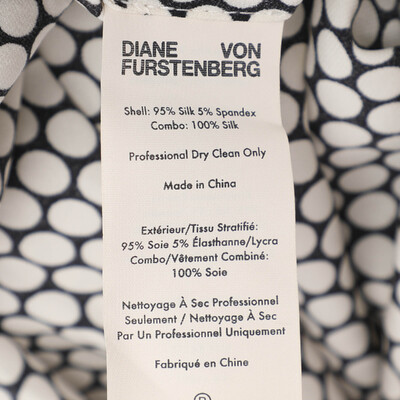 DIANE VON
FURSTENBERG
Shell: 95% Silk 5% Spandex
Combo: 100% Silk
Professional Dry Clean Only
Made in China
Extérieur/Tissu Stratifié:
95% Soie 5% Élasthanne/Lycra
Combo/Vêtement Combiné:
100% Soie
Nettoyage À Sec Professionel
Seulement / Nettoyage À Sec
Par Un Professionel Uniquement
Fabriqué en Chine